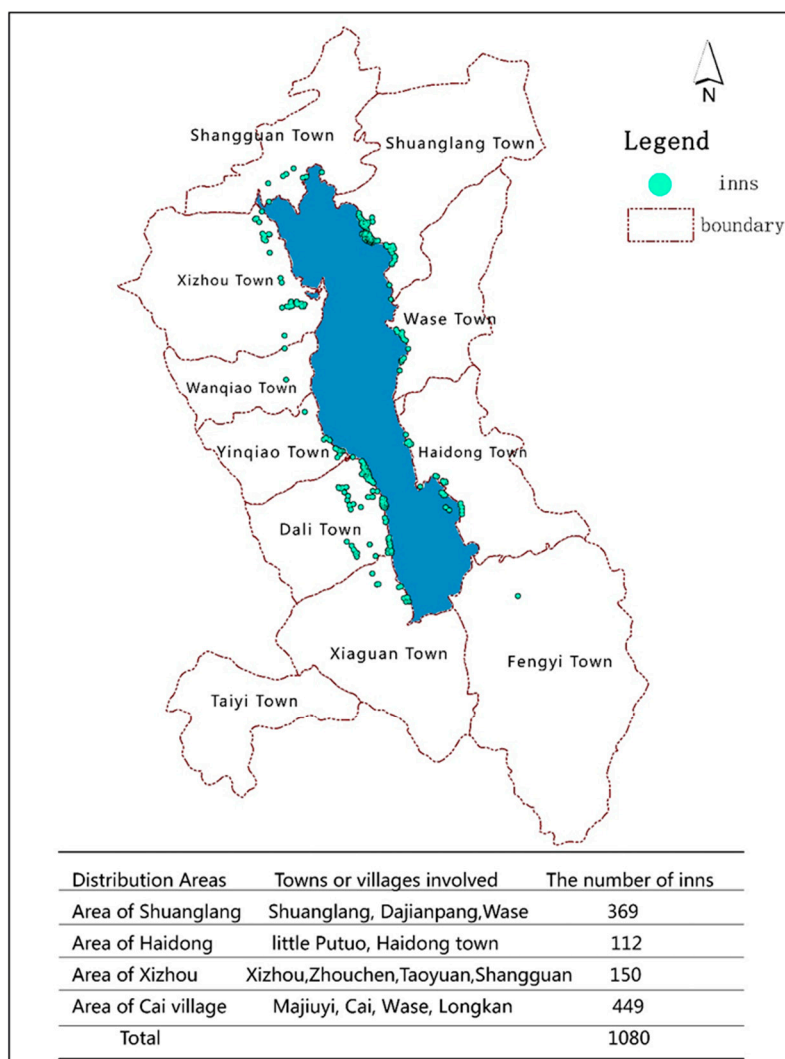 N
Shangguan Town
Shuanglang Town
Legend
inns
boundary
Xizhou Town
Wase Town
Wanqiao Town
Yinqiao Town
Haidong Town
Dali Town
Xiaguan Town
Fengyi Town
Taiyi Town
Distribution Areas Towns or villages involved The number of inns
Area of Shuanglang Shuanglang, Dajianpang,Wase 369
Area of Haidong little Putuo, Haidong town 112
Area of Xizhou Xizhou,Zhouchen,Taoyuan,Shangguan 150
Area of Cai village Majiuyi, Cai, Wase, Longkan 449
Total 1080